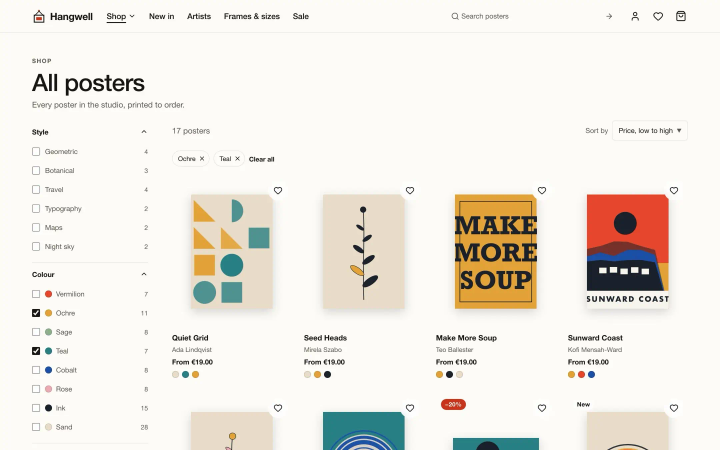 Hangwell
Shop
New in
Artists
Frames & sizes
Sale
Search posters
SHOP
All posters
Every poster in the studio, printed to order.
Style
Geometric 4
Botanical 3
Travel 4
Typography 2
Maps 2
Night sky 2
Colour
Vermilion 7
Ochre 11
Sage 8
Teal 7
Cobalt 8
Rose 8
Ink 15
Sand 28
17 posters
Sort by
Price, low to high
Ochre
Teal
Clear all
Quiet Grid
Ada Lindqvist
From €19.00
Seed Heads
Mirela Szabo
From €19.00
MAKE
MORE
SOUP
Make More Soup
Teo Ballester
From €19.00
SUNWARD COAST
Sunward Coast
Kofi Mensah-Ward
From €19.00
−20%
New